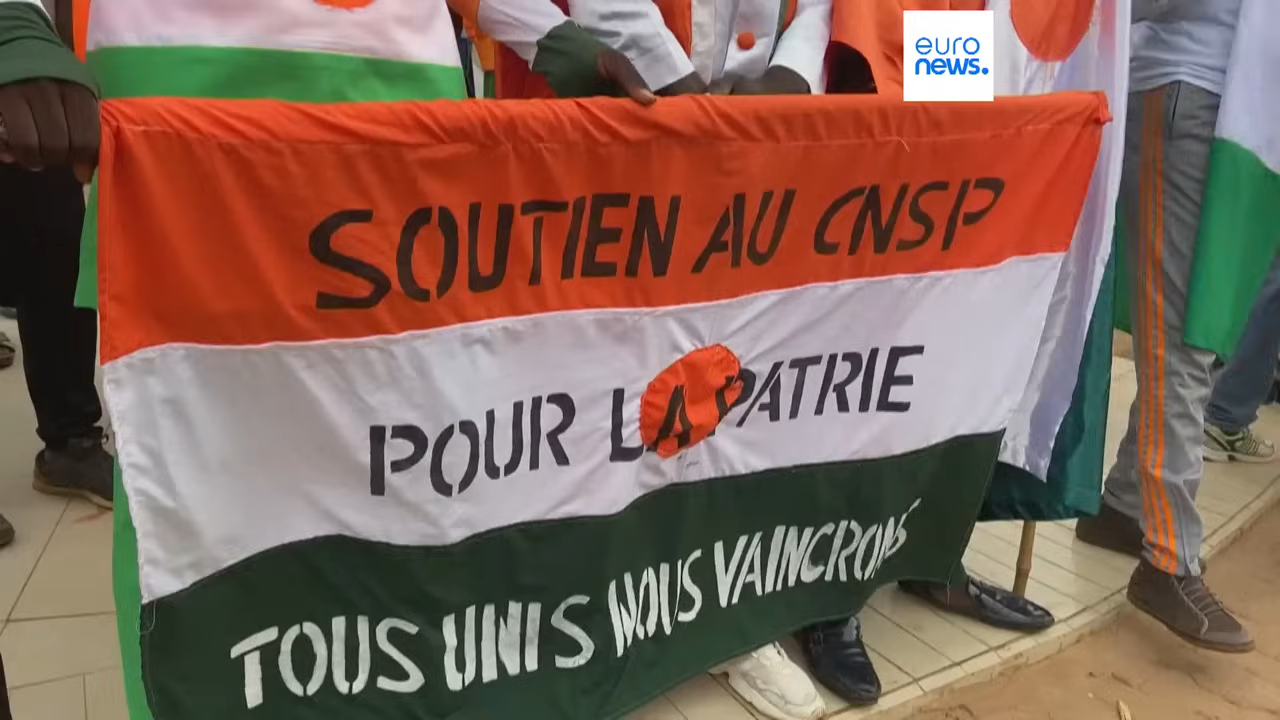 euro
news.
SOUTIEN AU CNSP
POUR LA PATRIE
TOUS UNIS NOUS VAINCRONS